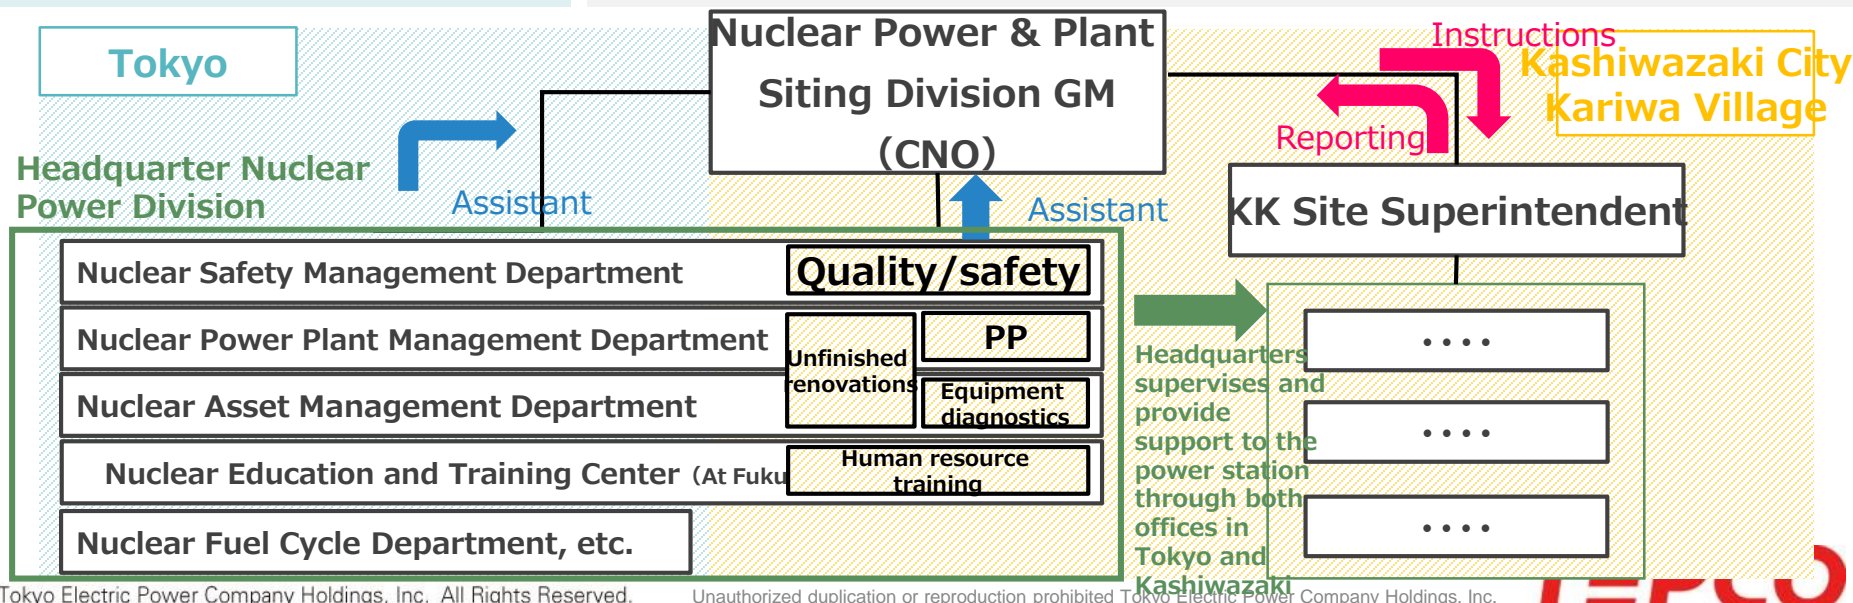 Tokyo
Nuclear Power & Plant
Siting Division GM
(CNO)
Instructions
Kashiwazaki City
Kariwa Village
Reporting
Headquarter Nuclear
Power Division
Assistant
Assistant
KK Site Superintendent
Nuclear Safety Management Department
Quality/safety
Nuclear Power Plant Management Department
PP
Unfinished
renovations
Nuclear Asset Management Department
Equipment
diagnostics
Nuclear Education and Training Center (At Fuku
Human resource
training
Nuclear Fuel Cycle Department, etc.
Headquarters
supervises and
provide
support to the
power station
through both
offices in
Tokyo and
Kashiwazaki
・・・・
・・・・
・・・・
Tokyo Electric Power Company Holdings, Inc. All Rights Reserved.
Unauthorized duplication or reproduction prohibited Tokyo Electric Power Company Holdings, Inc.
TEPCO